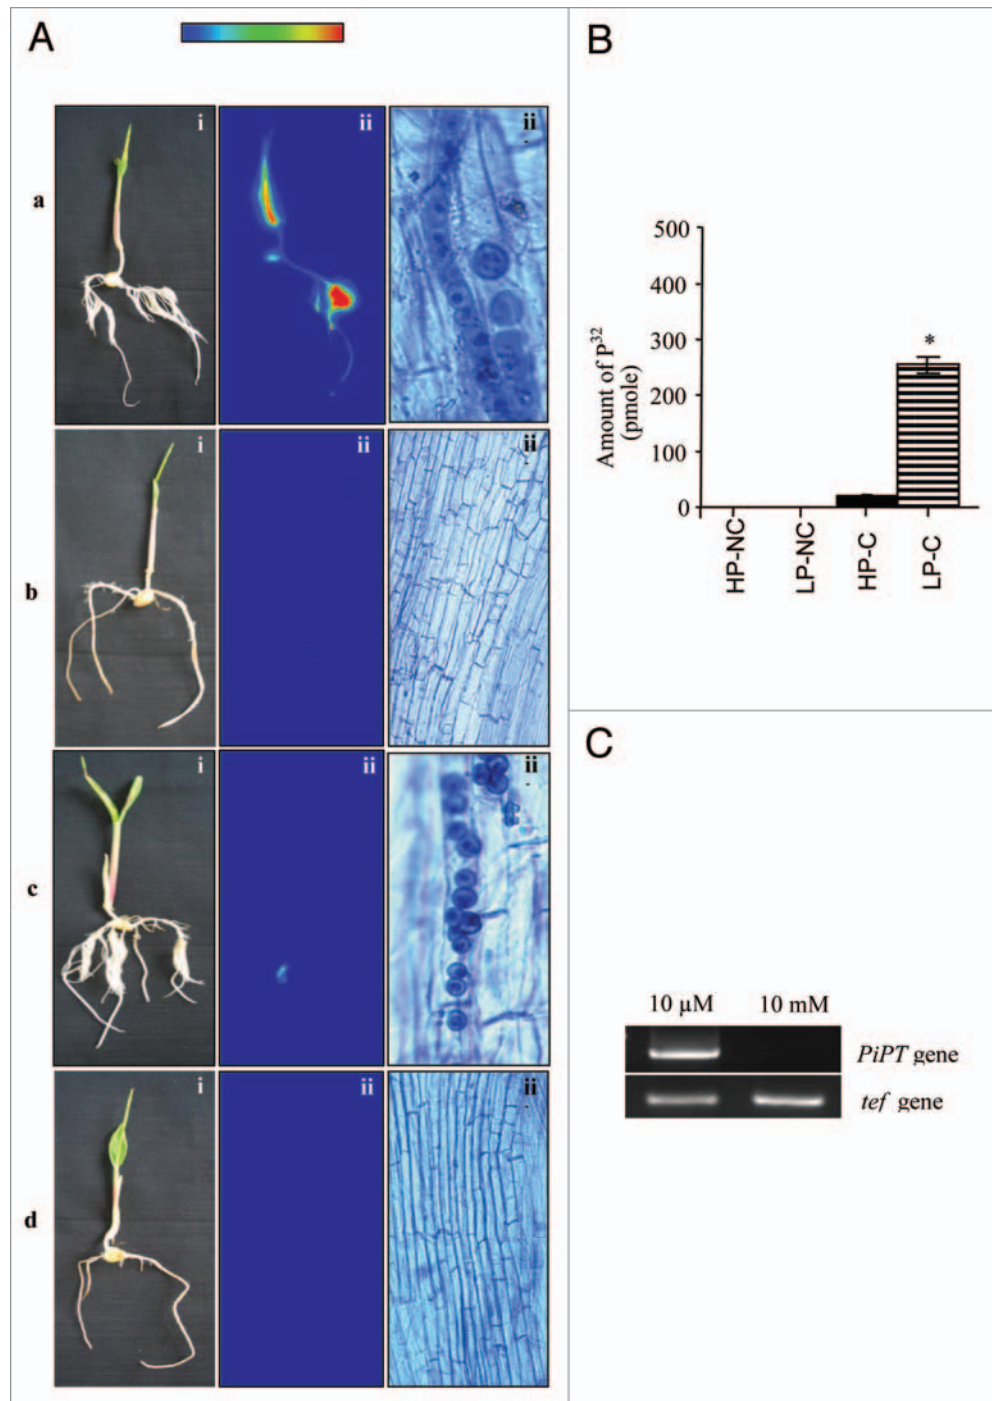 A
i ii ii
a
i ii ii
b
i ii ii
c
i ii ii
d
B
500
400
300
200
100
0
Amount of P³²
(pmole)
*
HP-NC
LP-NC
HP-C
LP-C
C
10 µM 10 mM
PiPT gene
tef gene